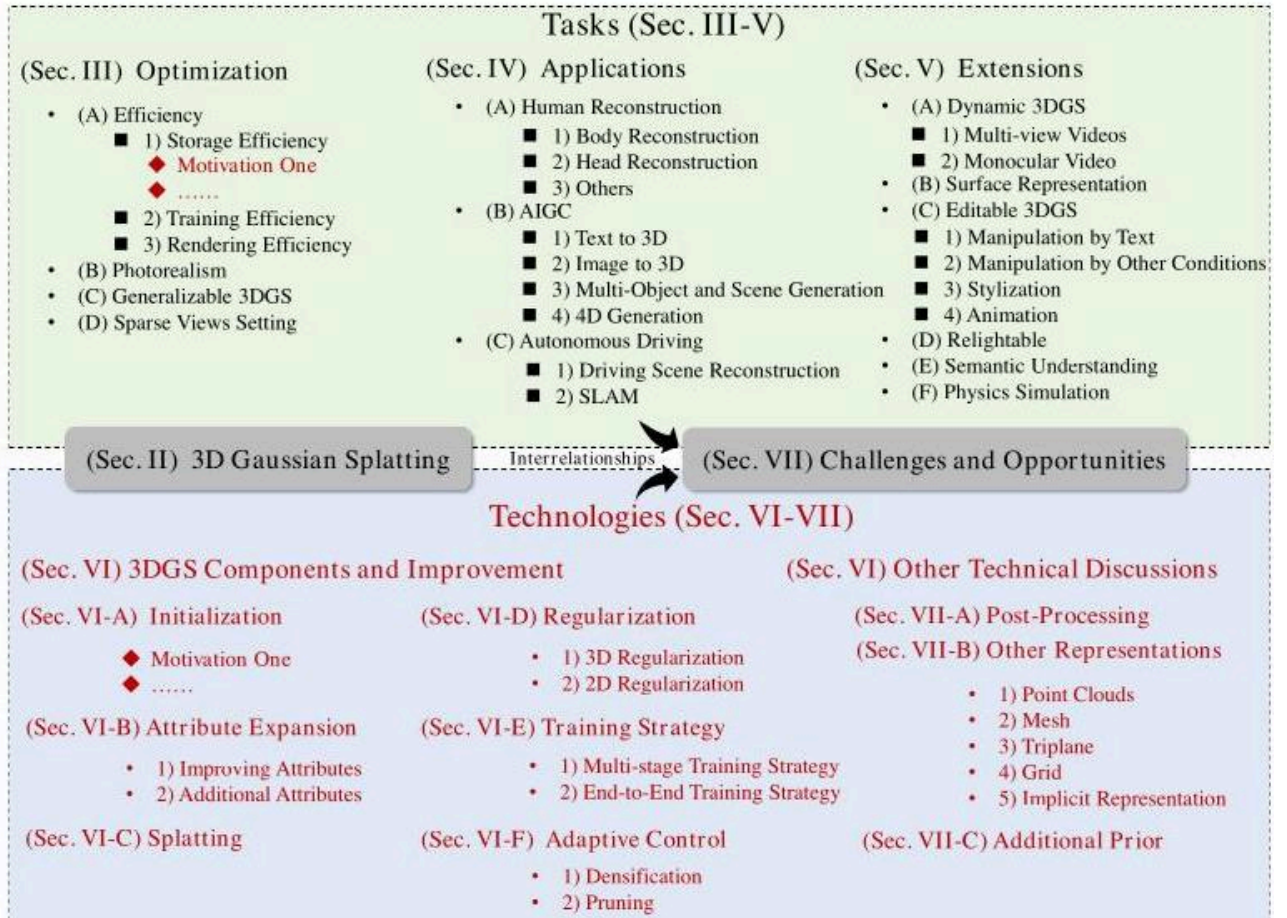 Tasks (Sec. III-V)
(Sec. III) Optimization
• (A) Efficiency
■ 1) Storage Efficiency
◆ Motivation One
◆ ......
■ 2) Training Efficiency
■ 3) Rendering Efficiency
• (B) Photorealism
• (C) Generalizable 3DGS
• (D) Sparse Views Setting
(Sec. IV) Applications
• (A) Human Reconstruction
■ 1) Body Reconstruction
■ 2) Head Reconstruction
■ 3) Others
• (B) AIGC
■ 1) Text to 3D
■ 2) Image to 3D
■ 3) Multi-Object and Scene Generation
■ 4) 4D Generation
• (C) Autonomous Driving
■ 1) Driving Scene Reconstruction
■ 2) SLAM
(Sec. V) Extensions
• (A) Dynamic 3DGS
■ 1) Multi-view Videos
■ 2) Monocular Video
• (B) Surface Representation
• (C) Editable 3DGS
■ 1) Manipulation by Text
■ 2) Manipulation by Other Conditions
■ 3) Stylization
■ 4) Animation
• (D) Relightable
• (E) Semantic Understanding
• (F) Physics Simulation
(Sec. II) 3D Gaussian Splatting
Interrelationships
(Sec. VII) Challenges and Opportunities
Technologies (Sec. VI-VII)
(Sec. VI) 3DGS Components and Improvement
(Sec. VI-A) Initialization
◆ Motivation One
◆ ......
(Sec. VI-B) Attribute Expansion
• 1) Improving Attributes
• 2) Additional Attributes
(Sec. VI-C) Splatting
(Sec. VI-D) Regularization
• 1) 3D Regularization
• 2) 2D Regularization
(Sec. VI-E) Training Strategy
• 1) Multi-stage Training Strategy
• 2) End-to-End Training Strategy
(Sec. VI-F) Adaptive Control
• 1) Densification
• 2) Pruning
(Sec. VI) Other Technical Discussions
(Sec. VII-A) Post-Processing
(Sec. VII-B) Other Representations
• 1) Point Clouds
• 2) Mesh
• 3) Triplane
• 4) Grid
• 5) Implicit Representation
(Sec. VII-C) Additional Prior